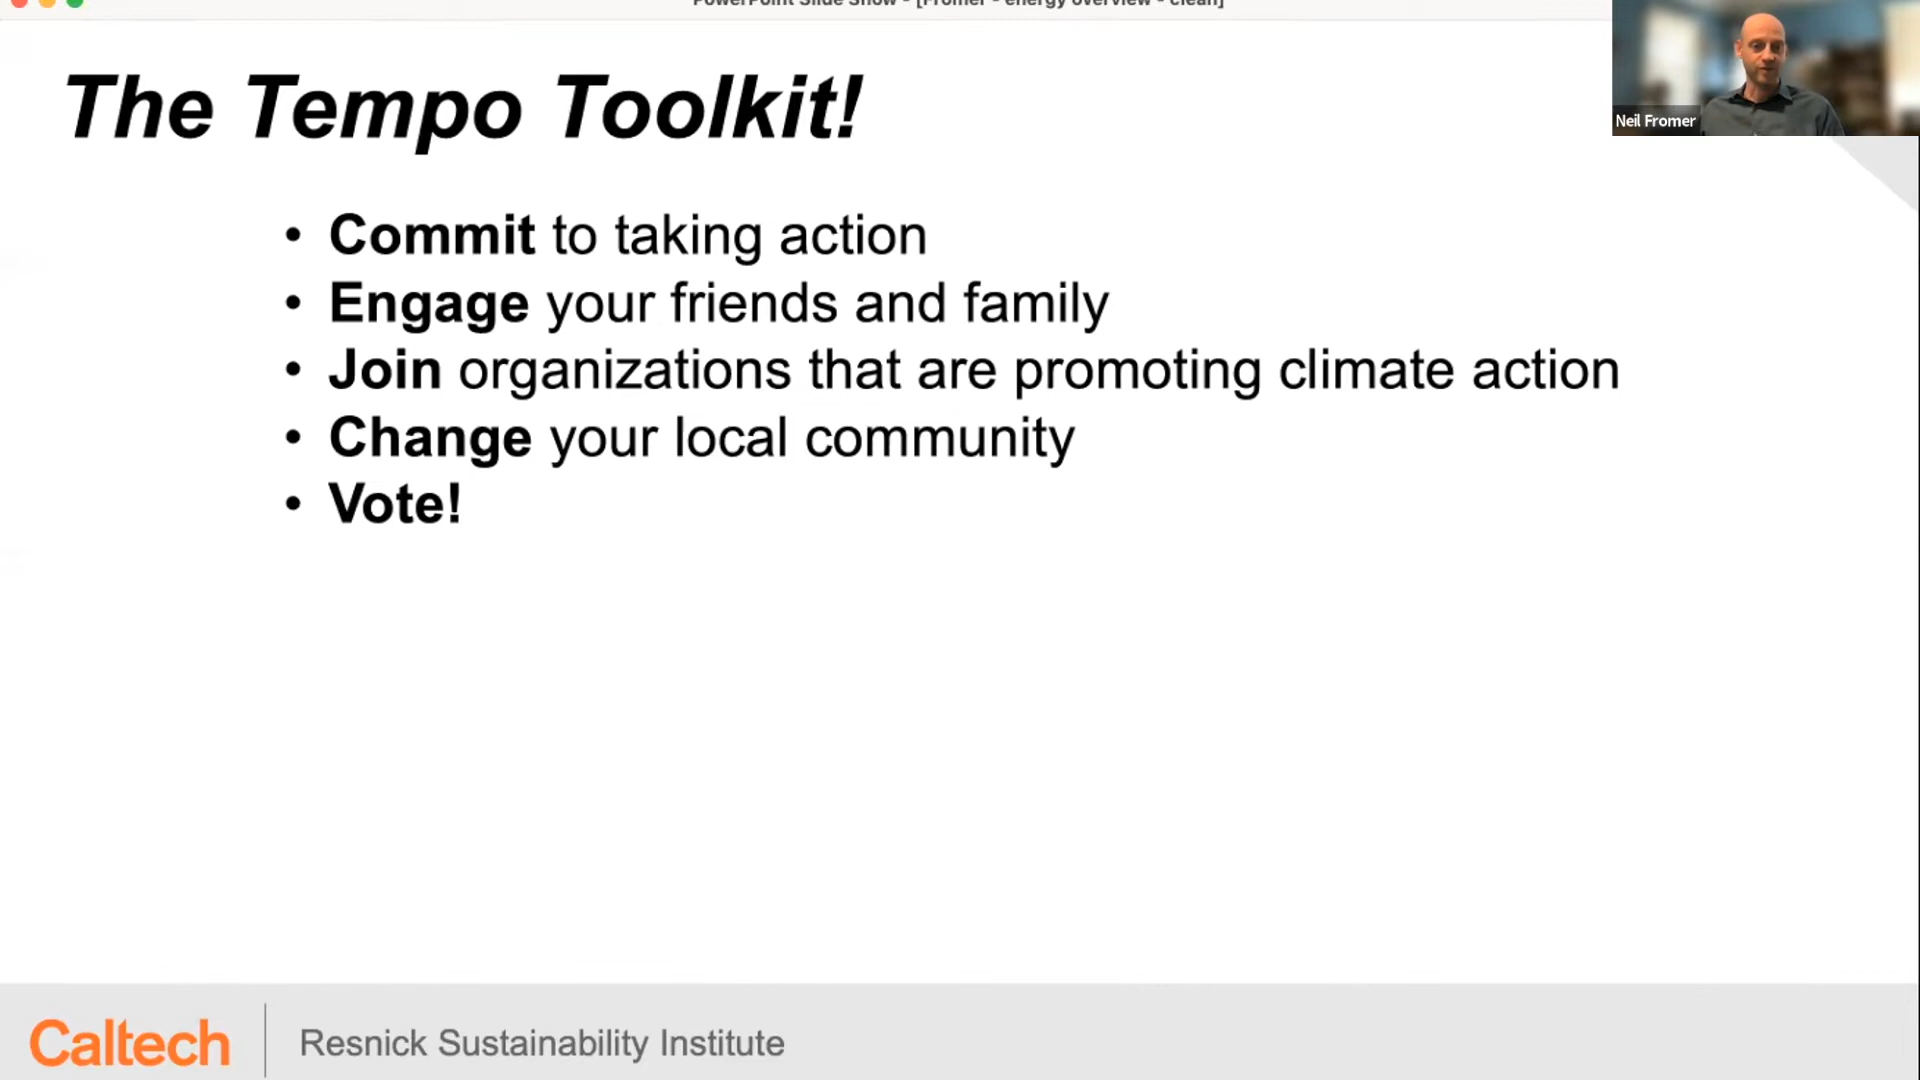 PowerPoint Slide Show - [Fromer - energy overview - clean]
The Tempo Toolkit!
Neil Fromer
• Commit to taking action
• Engage your friends and family
• Join organizations that are promoting climate action
• Change your local community
• Vote!
Caltech
Resnick Sustainability Institute